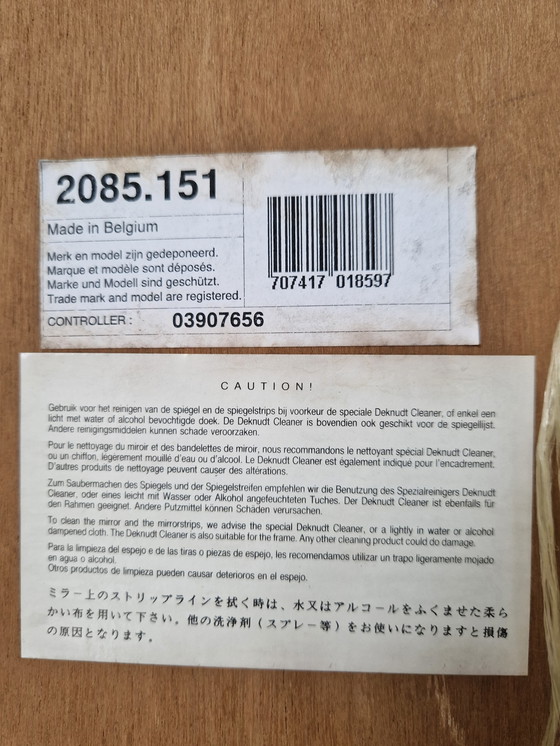 2085.151
Made in Belgium
Merk en model zijn gedeponeerd.
Marque et modèle sont déposés.
Marke und Modell sind geschützt.
Trade mark and model are registered.
707417 018597
CONTROLLER : 03907656
CAUTION!
Gebruik voor het reinigen van de spiegel en de spiegelstrips bij voorkeur de speciale Deknudt Cleaner, of enkel een
licht met water of alcohol bevochtigde doek. De Deknudt Cleaner is bovendien ook geschikt voor de spiegellijst.
Andere reinigingsmiddelen kunnen schade veroorzaken.
Pour le nettoyage du miroir et des bandelettes de miroir, nous recommandons le nettoyant spécial Deknudt Cleaner,
ou un chiffon, légèrement mouillé d'eau ou d'alcool. Le Deknudt Cleaner est également indiqué pour l'encadrement.
D'autres produits de nettoyage peuvent causer des altérations.
Zum Saubermachen des Spiegels und der Spiegelstreifen empfehlen wir die Benutzung des Spezialreinigers Deknudt
Cleaner, oder eines leicht mit Wasser oder Alkohol angefeuchteten Tuches. Der Deknudt Cleaner ist ebenfalls für
den Rahmen geeignet. Andere Putzmittel können Schäden verursachen.
To clean the mirror and the mirrorstrips, we advise the special Deknudt Cleaner, or a lightly in water or alcohol
dampened cloth. The Deknudt Cleaner is also suitable for the frame. Any other cleaning product could do damage.
Para la limpieza del espejo e de las tiras o piezas de espejo, les recomendamos utilizar un trapo ligeramente mojado
en agua o alcohol.
Otros productos de limpieza pueden causar deterioros en el espejo.
ミラー上のストリップラインを拭く時は、水又はアルコールをふくませた柔ら
かい布を用いて下さい。他の洗浄剤（スプレー等）をお使いになりますと損傷
の原因となります。